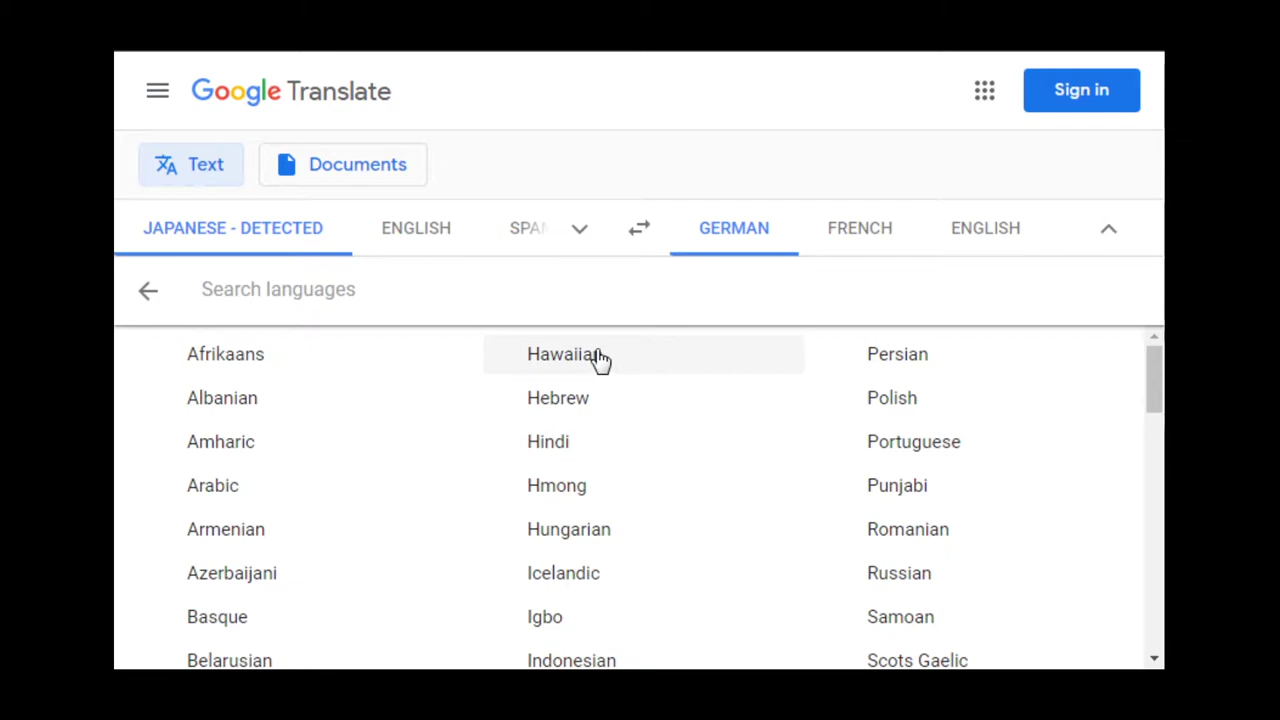 Google Translate
Sign in
Text
Documents
JAPANESE - DETECTED
ENGLISH
GERMAN
FRENCH
ENGLISH
Search languages
Afrikaans
Hawaiian
Persian
Albanian
Hebrew
Polish
Amharic
Hindi
Portuguese
Arabic
Hmong
Punjabi
Armenian
Hungarian
Romanian
Azerbaijani
Icelandic
Russian
Basque
Igbo
Samoan
Belarusian
Indonesian
Scots Gaelic